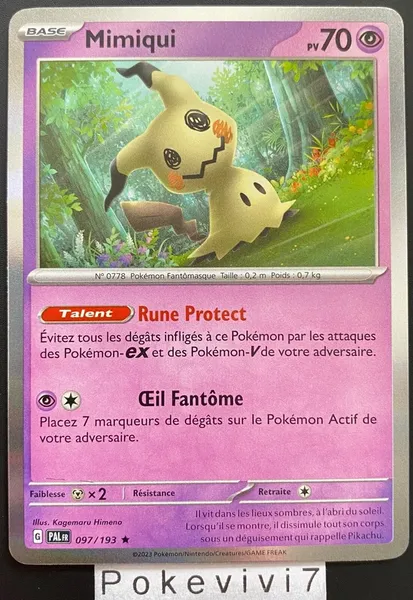 BASE
Mimiqui
PV 70
N° 0778 Pokémon Fantômasque Taille : 0,2 m Poids : 0,7 kg
Talent Rune Protect
Évitez tous les dégâts infligés à ce Pokémon par les attaques
des Pokémon-ex et des Pokémon-V de votre adversaire.
Œil Fantôme
Placez 7 marqueurs de dégâts sur le Pokémon Actif de
votre adversaire.
Faiblesse ×2 Résistance Retraite
Illus. Kagemaru Himeno
Il vit dans les lieux sombres, à l'abri du soleil.
Lorsqu'il se montre, il dissimule tout son corps
sous un déguisement qui rappelle Pikachu.
G PAL FR 097/193 ★
©2023 Pokémon/Nintendo/Creatures/GAME FREAK
Pokevivi7